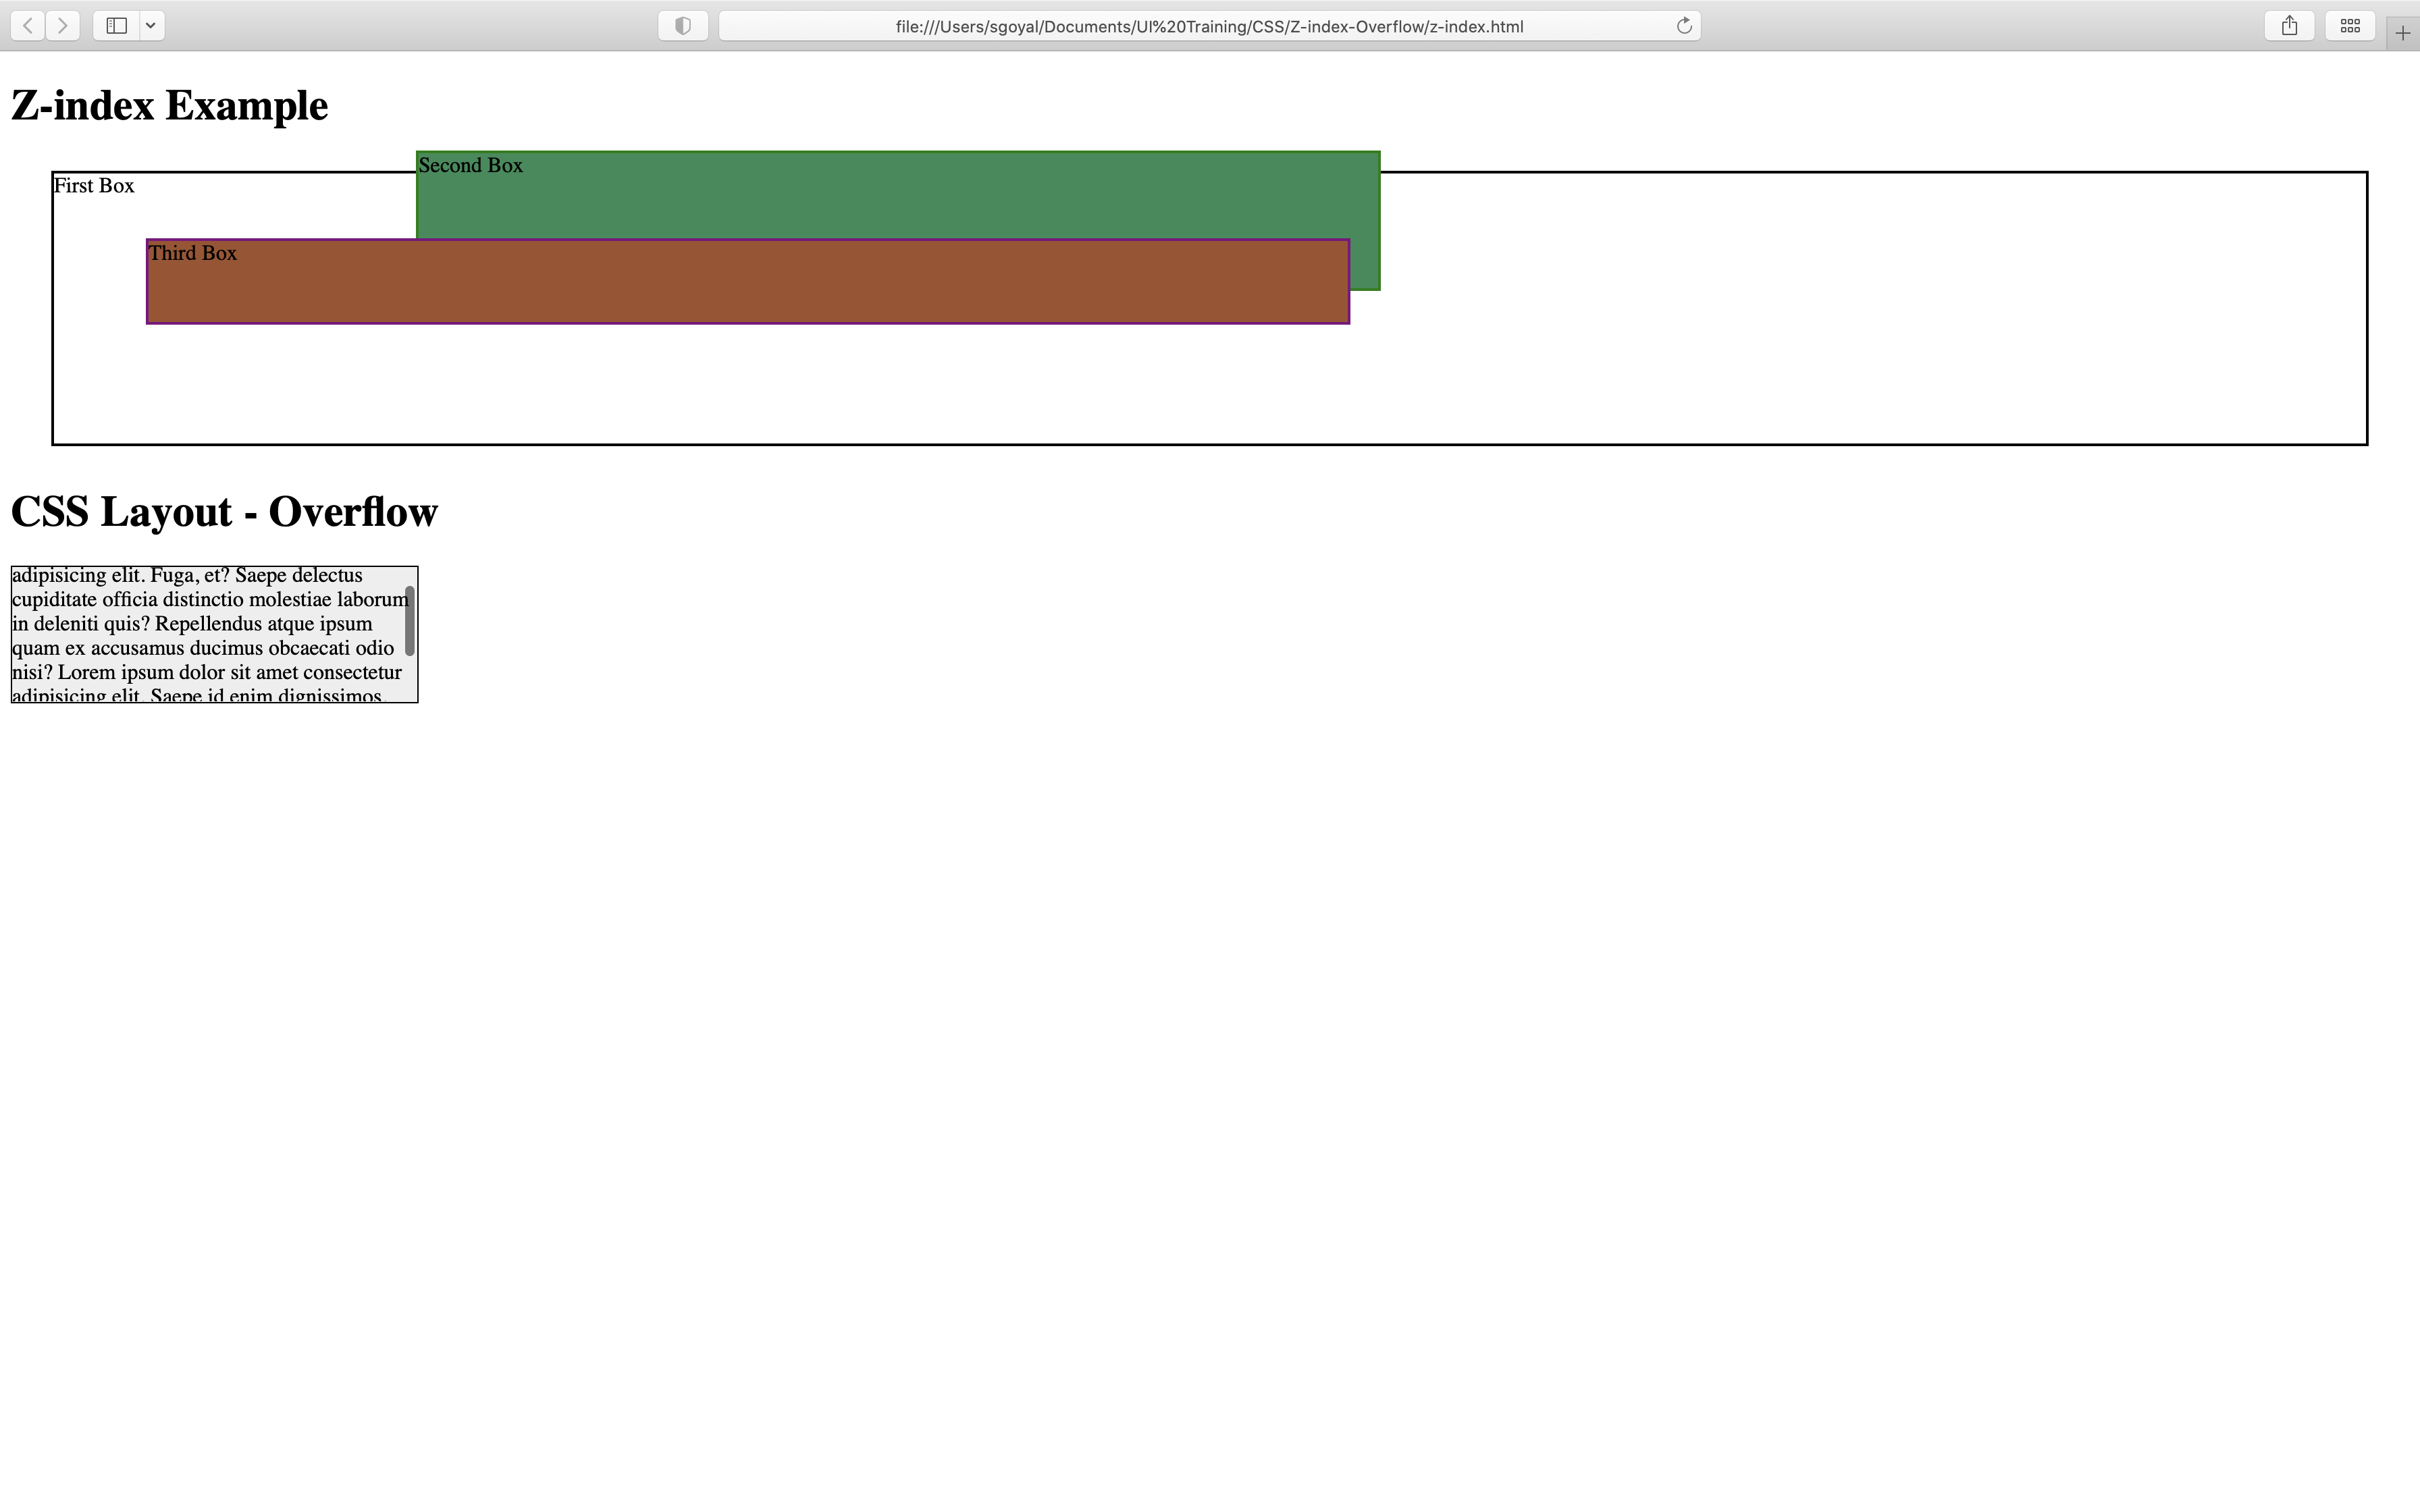 file:///Users/sgoyal/Documents/UI%20Training/CSS/Z-index-Overflow/z-index.html
Z-index Example
Second Box
First Box
Third Box
CSS Layout - Overflow
adipisicing elit. Fuga, et? Saepe delectus
cupiditate officia distinctio molestiae laborum
in deleniti quis? Repellendus atque ipsum
quam ex accusamus ducimus obcaecati odio
nisi? Lorem ipsum dolor sit amet consectetur
adipisicing elit. Saepe id enim dignissimos